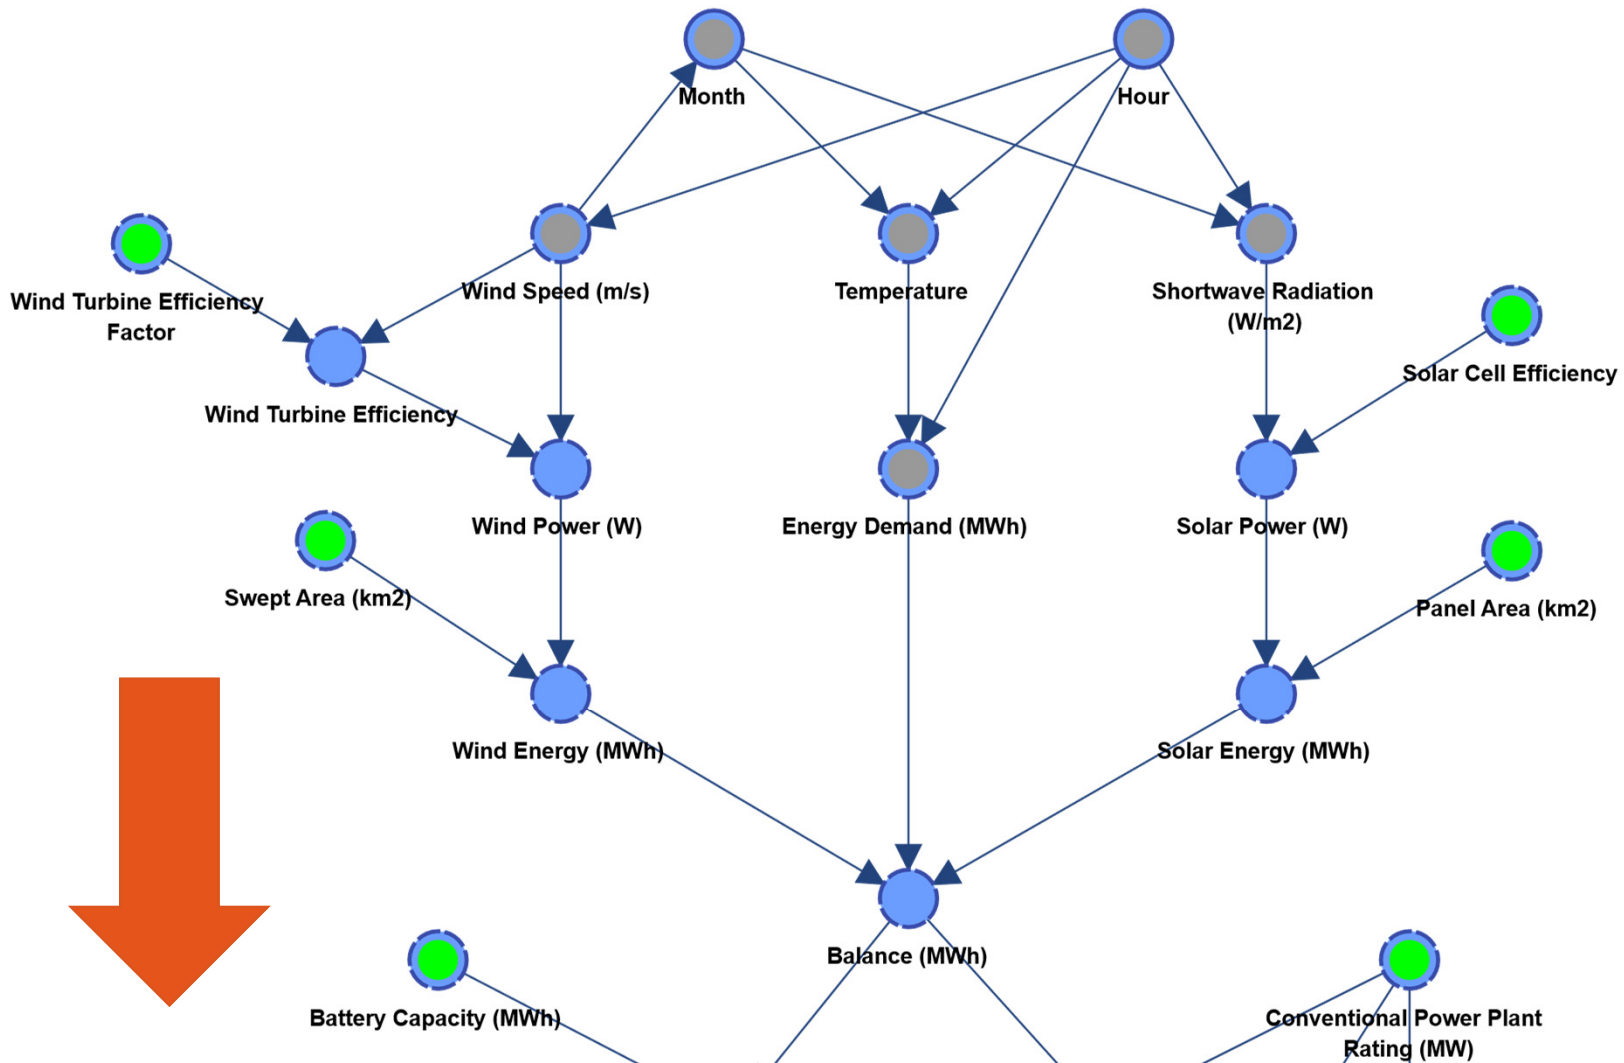 Month
Hour
Wind Turbine Efficiency
Factor
Wind Speed (m/s)
Temperature
Shortwave Radiation
(W/m2)
Solar Cell Efficiency
Wind Turbine Efficiency
Wind Power (W)
Energy Demand (MWh)
Solar Power (W)
Swept Area (km2)
Panel Area (km2)
Wind Energy (MWh)
Solar Energy (MWh)
Balance (MWh)
Battery Capacity (MWh)
Conventional Power Plant
Rating (MW)